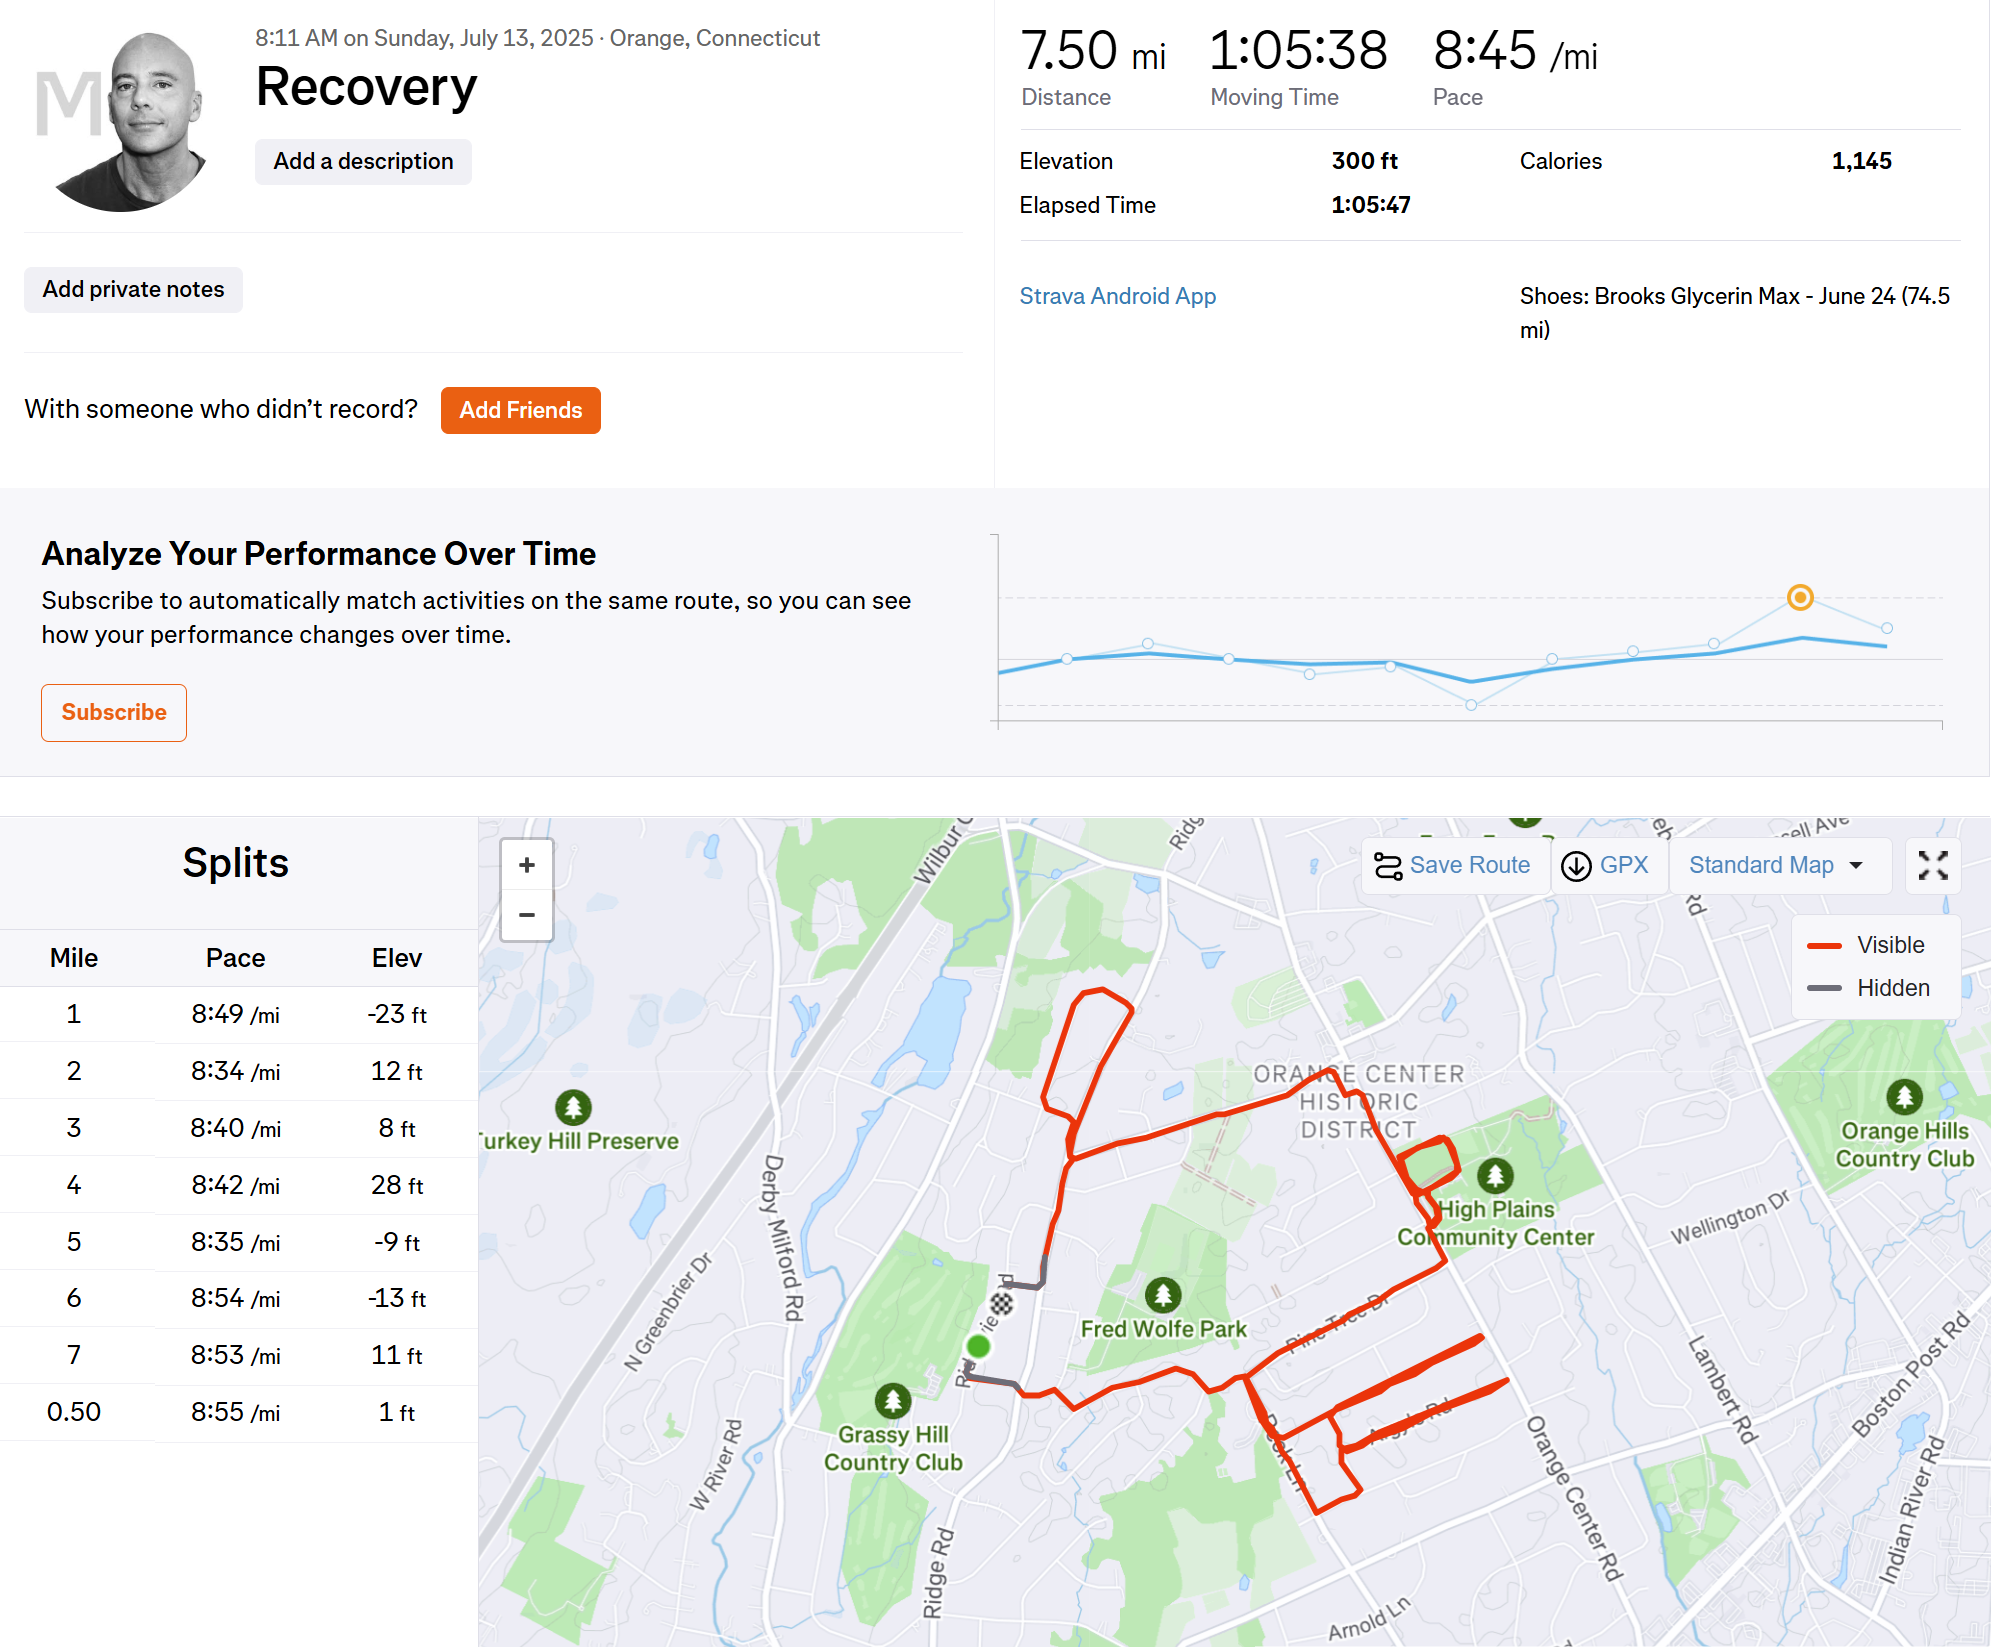 M
8:11 AM on Sunday, July 13, 2025 · Orange, Connecticut
Recovery
Add a description
Add private notes
With someone who didn’t record?
Add Friends
7.50 mi
Distance
1:05:38
Moving Time
8:45 /mi
Pace
Elevation 300 ft Calories 1,145
Elapsed Time 1:05:47
Strava Android App
Shoes: Brooks Glycerin Max - June 24 (74.5
mi)
Analyze Your Performance Over Time
Subscribe to automatically match activities on the same route, so you can see
how your performance changes over time.
Subscribe
Splits
Mile Pace Elev
1 8:49 /mi -23 ft
2 8:34 /mi 12 ft
3 8:40 /mi 8 ft
4 8:42 /mi 28 ft
5 8:35 /mi -9 ft
6 8:54 /mi -13 ft
7 8:53 /mi 11 ft
0.50 8:55 /mi 1 ft
+
−
Save Route
GPX
Standard Map
Visible
Hidden
Wilbur C
Ridg
Rd
ORANGE CENTER
HISTORIC
DISTRICT
Turkey Hill Preserve
Orange Hills
Country Club
Derby Milford Rd
High Plains
Community Center
Wellington Dr
N Greenbrier Dr
Fred Wolfe Park
Pine Tree Dr
Grassy Hill
Country Club
Argyle Rd
Lambert Rd
Boston Post Rd
W River Rd
Orange Center Rd
Indian River Rd
Ridge Rd
Arnold Ln